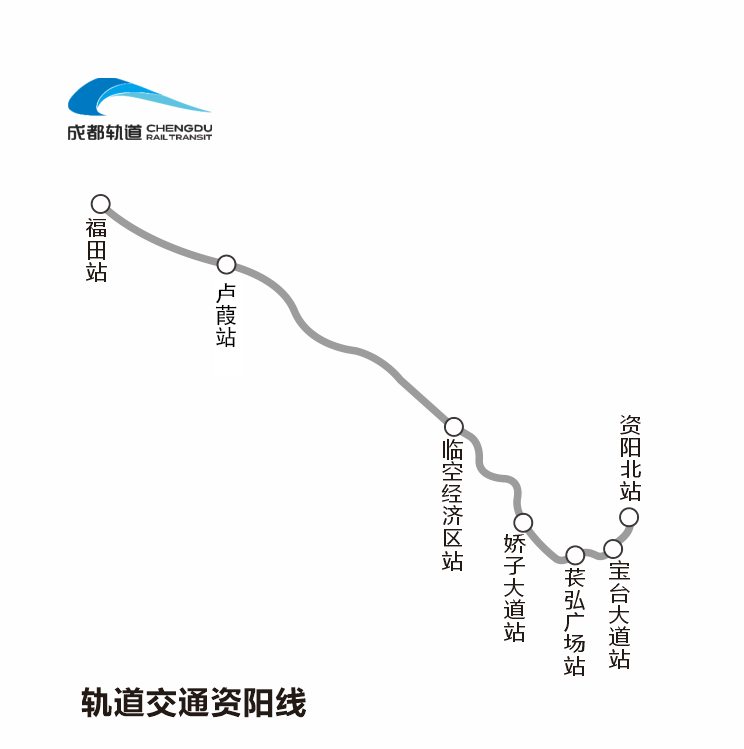 成都轨道 CHENGDU RAIL TRANSIT
福田站
卢葭站
临空经济区站
娇子大道站
苌弘广场站
宝台大道站
资阳北站
轨道交通资阳线